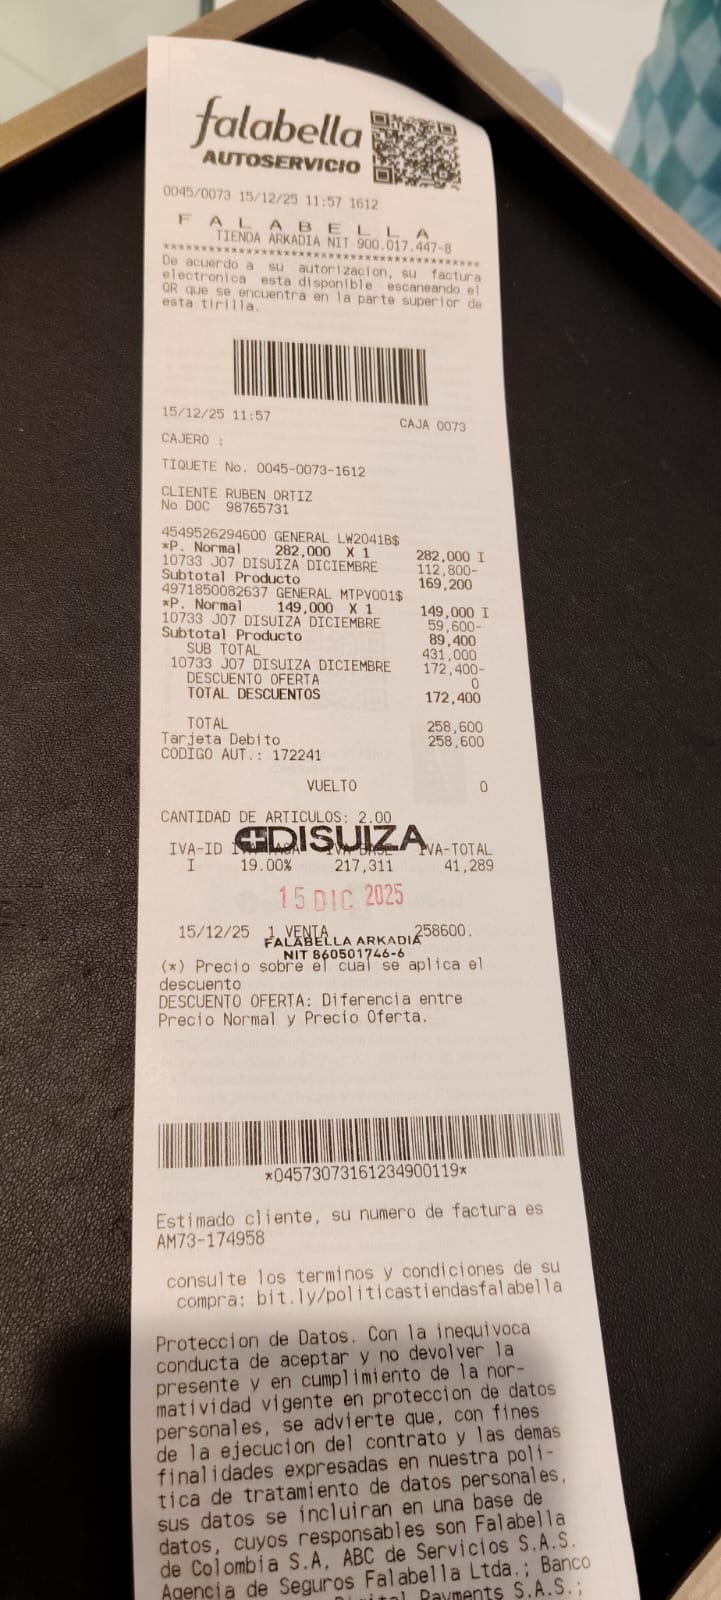 falabella
AUTOSERVICIO
0045/0073 15/12/25 11:57 1612
F A L A B E L L A
TIENDA ARKADIA NIT 900.017.447-8
****************************************
De acuerdo a su autorizacion, su factura
electronica esta disponible escaneando el
QR que se encuentra en la parte superior de
esta tirilla.
15/12/25 11:57 CAJA 0073
CAJERO :
TIQUETE No. 0045-0073-1612
CLIENTE RUBEN ORTIZ
No DOC 98765731
4549526294600 GENERAL LW2041B$
*P. Normal 282,000 X 1 282,000 I
10733 J07 DISUIZA DICIEMBRE 112,800-
Subtotal Producto 169,200
4971850082637 GENERAL MTPV001$
*P. Normal 149,000 X 1 149,000 I
10733 J07 DISUIZA DICIEMBRE 59,600-
Subtotal Producto 89,400
SUB TOTAL 431,000
10733 J07 DISUIZA DICIEMBRE 172,400-
DESCUENTO OFERTA 0
TOTAL DESCUENTOS 172,400
TOTAL 258,600
Tarjeta Debito 258,600
CODIGO AUT.: 172241
VUELTO 0
CANTIDAD DE ARTICULOS: 2.00
DISUIZA
IVA-ID IVA-TASA IVA-BASE IVA-TOTAL
I 19.00% 217,311 41,289
15 DIC 2025
15/12/25 1 VENTA 258600.
FALABELLA ARKADIA
NIT 860501746-6
(*) Precio sobre el cual se aplica el
descuento
DESCUENTO OFERTA: Diferencia entre
Precio Normal y Precio Oferta.
*04573073161234900119*
Estimado cliente, su numero de factura es
AM73-174958
consulte los terminos y condiciones de su
compra: bit.ly/politicastiendasfalabella
Proteccion de Datos. Con la inequivoca
conducta de aceptar y no devolver la
presente y en cumplimiento de la nor-
matividad vigente en proteccion de datos
personales, se advierte que, con fines
de la ejecucion del contrato y las demas
finalidades expresadas en nuestra poli-
tica de tratamiento de datos personales,
sus datos se incluiran en una base de
datos, cuyos responsables son Falabella
de Colombia S.A, ABC de Servicios S.A.S.
Agencia de Seguros Falabella Ltda.; Banco
Payments S.A.S.;